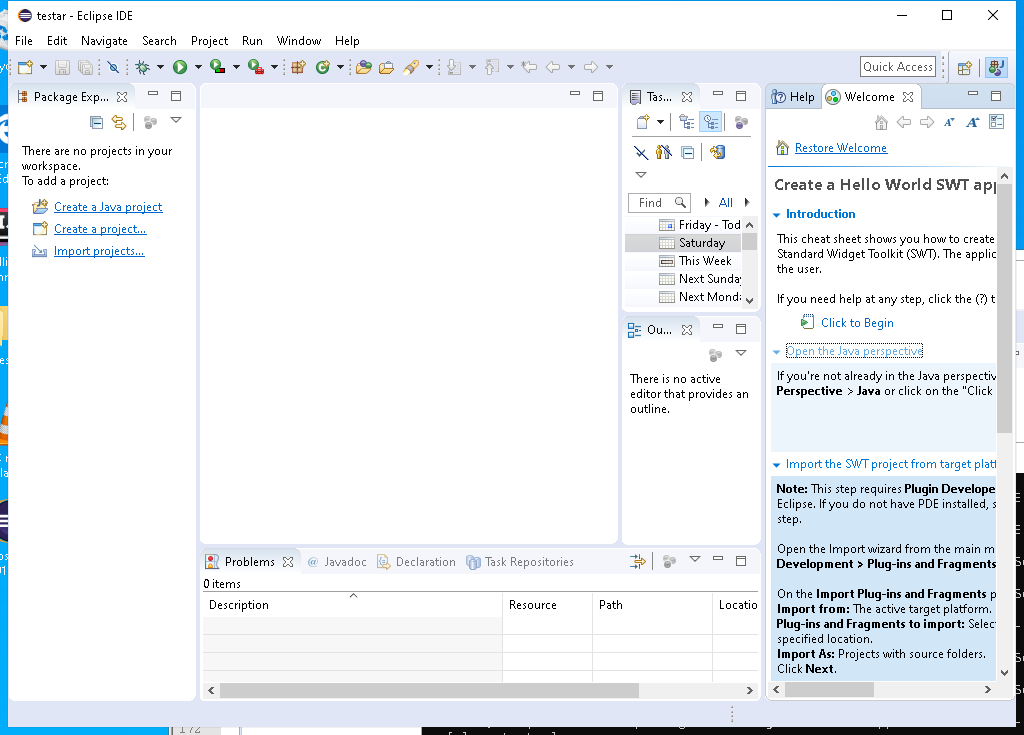 testar - Eclipse IDE
File Edit Navigate Search Project Run Window Help
Quick Access
Package Exp...
There are no projects in your
workspace.
To add a project:
Create a Java project
Create a project...
Import projects...
Tas...
Find
All
Friday - Tod
Saturday
This Week
Next Sunday
Next Mond
Ou...
There is no active
editor that provides an
outline.
Help Welcome
Restore Welcome
Create a Hello World SWT app
Introduction
This cheat sheet shows you how to create
Standard Widget Toolkit (SWT). The applic
the user.
If you need help at any step, click the (?) t
Click to Begin
Open the Java perspective
If you're not already in the Java perspectiv
Perspective > Java or click on the "Click
Import the SWT project from target platf
Note: This step requires Plugin Develope
Eclipse. If you do not have PDE installed, s
step.
Open the Import wizard from the main m
Development > Plug-ins and Fragments
On the Import Plug-ins and Fragments p
Import from: The active target platform.
Plug-ins and Fragments to import: Selec
specified location.
Import As: Projects with source folders.
Click Next.
Problems Javadoc Declaration Task Repositories
0 items
Description Resource Path Locatio
172